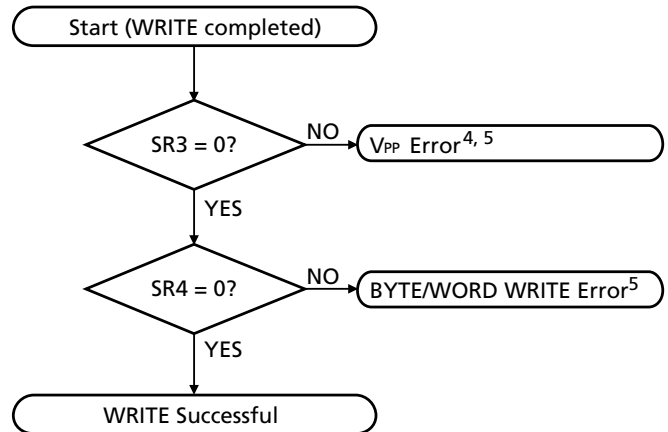 Start (WRITE completed)
SR3 = 0?
NO
VPP Error4, 5
YES
SR4 = 0?
NO
BYTE/WORD WRITE Error5
YES
WRITE Successful